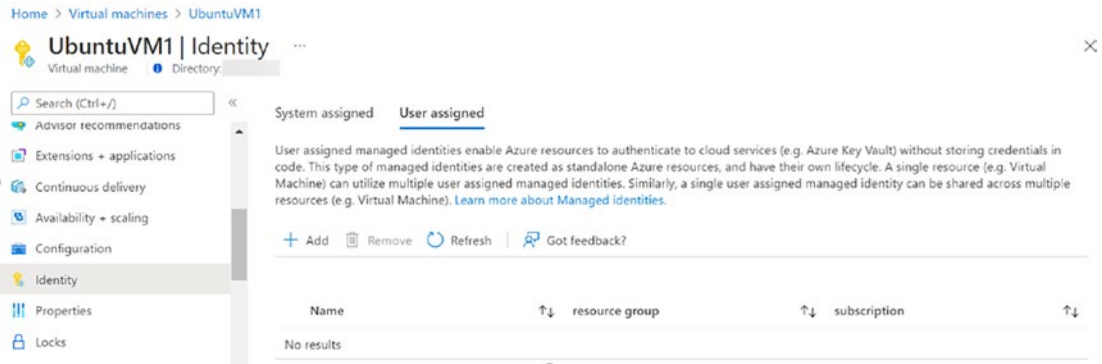 Home > Virtual machines > UbuntuVM1
UbuntuVM1 | Identity ...
Virtual machine Directory:
Search (Ctrl+/)
Advisor recommendations
Extensions + applications
Continuous delivery
Availability + scaling
Configuration
Identity
Properties
Locks
System assigned User assigned
User assigned managed identities enable Azure resources to authenticate to cloud services (e.g. Azure Key Vault) without storing credentials in
code. This type of managed identities are created as standalone Azure resources, and have their own lifecycle. A single resource (e.g. Virtual
Machine) can utilize multiple user assigned managed identities. Similarly, a single user assigned managed identity can be shared across multiple
resources (e.g. Virtual Machine). Learn more about Managed identities.
Add Remove Refresh Got feedback?
Name resource group subscription
No results